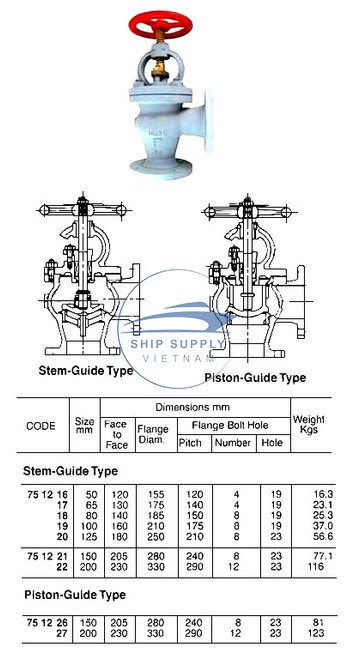 SHIP SUPPLY
VIETNAM
Stem-Guide Type
Piston-Guide Type
CODE Size mm Dimensions mm Weight Kgs
Face to Face Flange Diam. Flange Bolt Hole
Pitch Number Hole
Stem-Guide Type
75 12 16 50 120 155 120 4 19 16.3
17 65 130 175 140 4 19 23.1
18 80 140 185 150 8 19 25.3
19 100 160 210 175 8 19 37.0
20 125 180 250 210 8 23 56.6
75 12 21 150 205 280 240 8 23 77.1
22 200 230 330 290 12 23 116
Piston-Guide Type
75 12 26 150 205 280 240 8 23 81
27 200 230 330 290 12 23 123